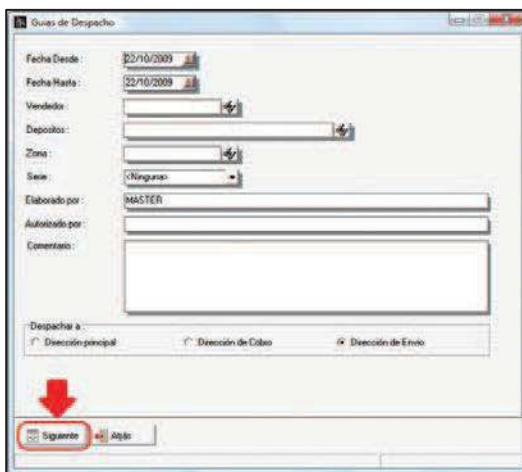 Guias de Despacho
Fecha Desde : 22/10/2009
Fecha Hasta : 22/10/2009
Vendedor :
Depositos :
Zona :
Serie : <Ninguna>
Elaborado por : MASTER
Autorizado por :
Comentario :
Despachar a :
Dirección principal Dirección de Cobro Dirección de Envio
Siguiente Atrás